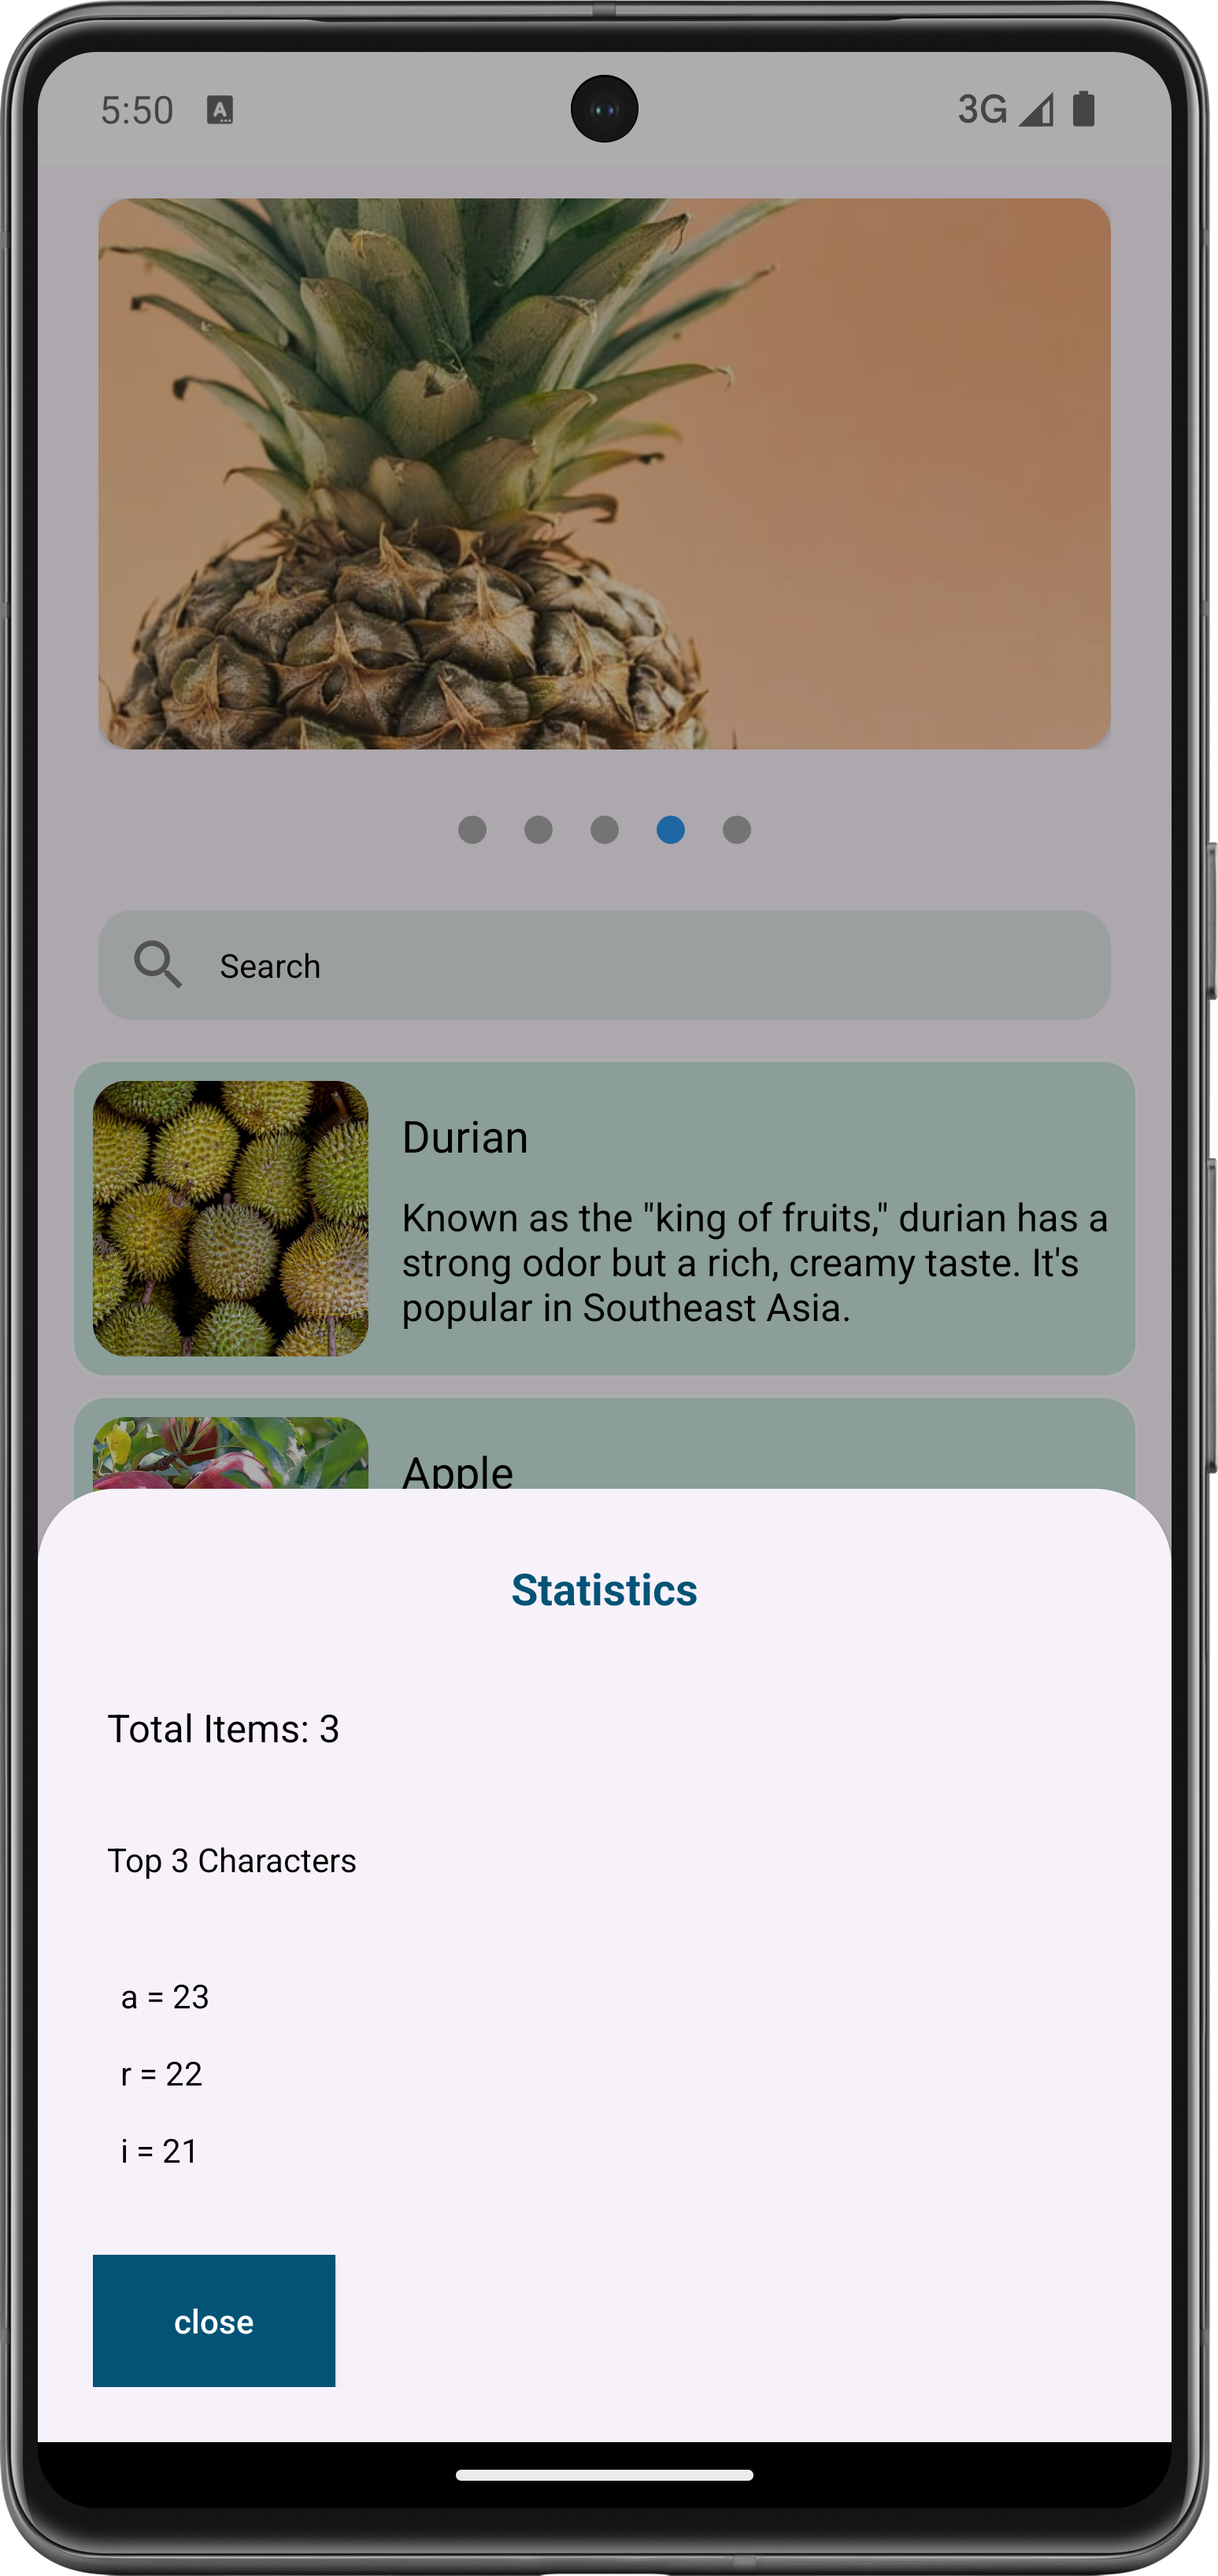 5:50
A
3G
Search
Durian
Known as the "king of fruits," durian has a
strong odor but a rich, creamy taste. It's
popular in Southeast Asia.
Apple
Statistics
Total Items: 3
Top 3 Characters
a = 23
r = 22
i = 21
close